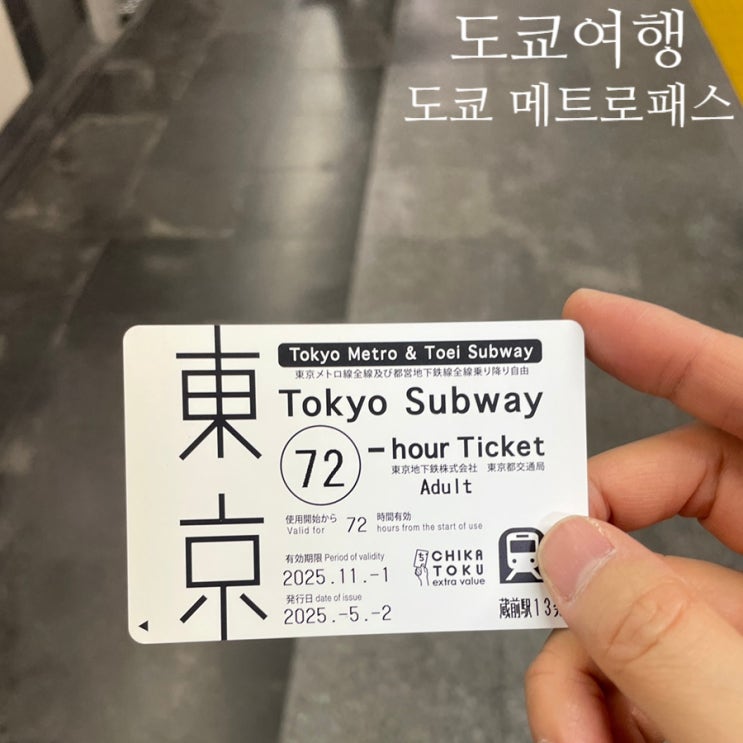 도쿄여행
도쿄 메트로패스
東京
Tokyo Metro & Toei Subway
東京メトロ線全線及び都営地下鉄線全線乗り降り自由
Tokyo Subway
72 -hour Ticket
東京地下鉄株式会社 東京都交通局
Adult
使用開始から 72 時間有効
Valid for hours from the start of use
有効期限 Period of validity
2025.11.-1
発行日 date of issue
2025.-5.-2
CHIKA
TOKU
extra value
蔵前駅13